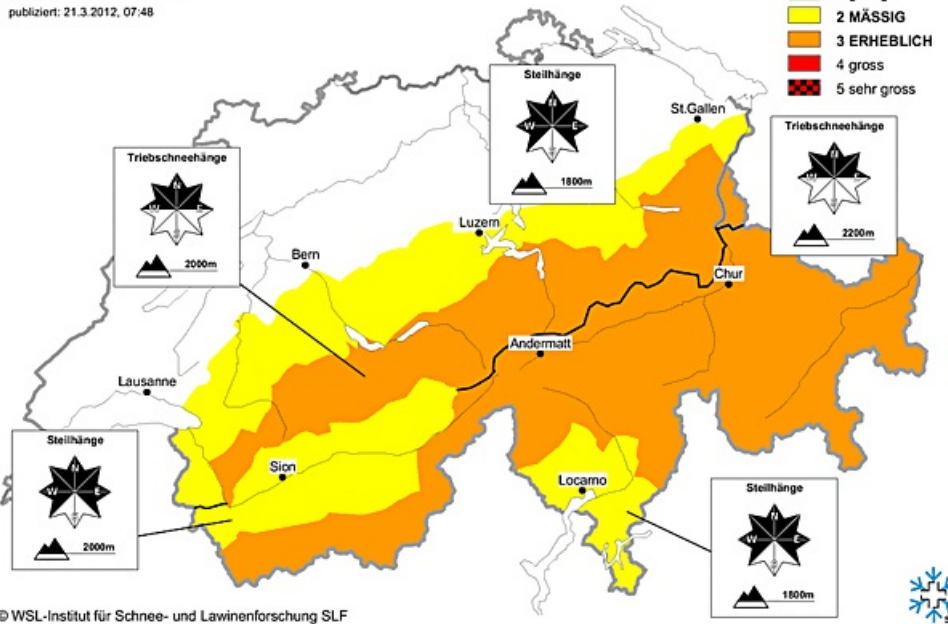 publiziert: 21.3.2012, 07:48
2 MÄSSIG
3 ERHEBLICH
4 gross
5 sehr gross
Steilhänge
N
W E
S
1800m
St.Gallen
Triebschneehänge
N
W E
S
2200m
Triebschneehänge
N
W E
S
2000m
Luzern
Bern
Chur
Andermatt
Lausanne
Steilhänge
N
W E
S
2000m
Sion
Locarno
Steilhänge
N
W E
S
1800m
© WSL-Institut für Schnee- und Lawinenforschung SLF